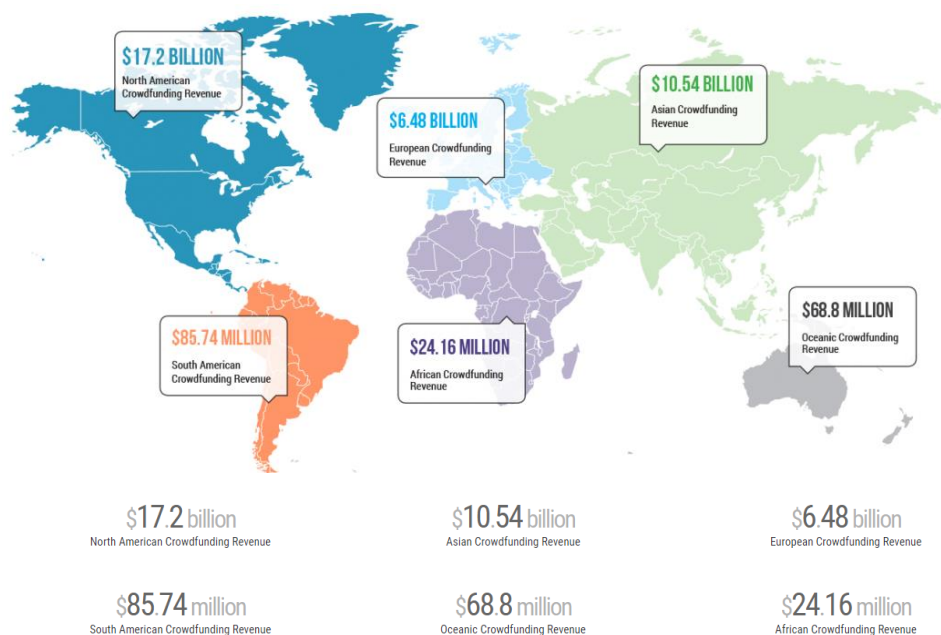 $17.2 BILLION
North American
Crowdfunding Revenue
$6.48 BILLION
European Crowdfunding
Revenue
$10.54 BILLION
Asian Crowdfunding
Revenue
$85.74 MILLION
South American
Crowdfunding Revenue
$24.16 MILLION
African Crowdfunding
Revenue
$68.8 MILLION
Oceanic Crowdfunding
Revenue
$17.2 billion
North American Crowdfunding Revenue
$10.54 billion
Asian Crowdfunding Revenue
$6.48 billion
European Crowdfunding Revenue
$85.74 million
South American Crowdfunding Revenue
$68.8 million
Oceanic Crowdfunding Revenue
$24.16 million
African Crowdfunding Revenue